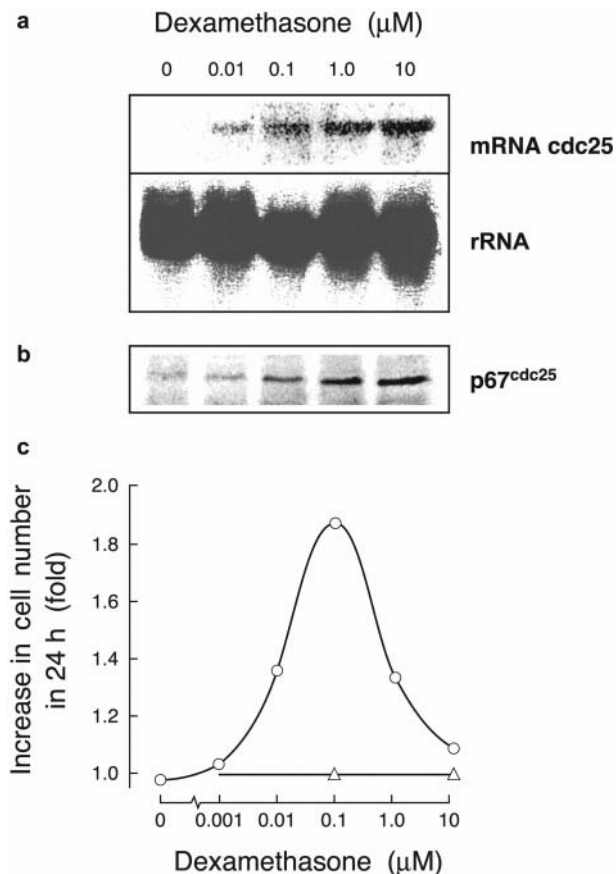 a
Dexamethasone (μM)
0 0.01 0.1 1.0 10
mRNA cdc25
rRNA
b
p67cdc25
c
Increase in cell number
in 24 h (fold)
2.0
1.8
1.6
1.4
1.2
1.0
0 0.001 0.01 0.1 1.0 10
Dexamethasone (μM)